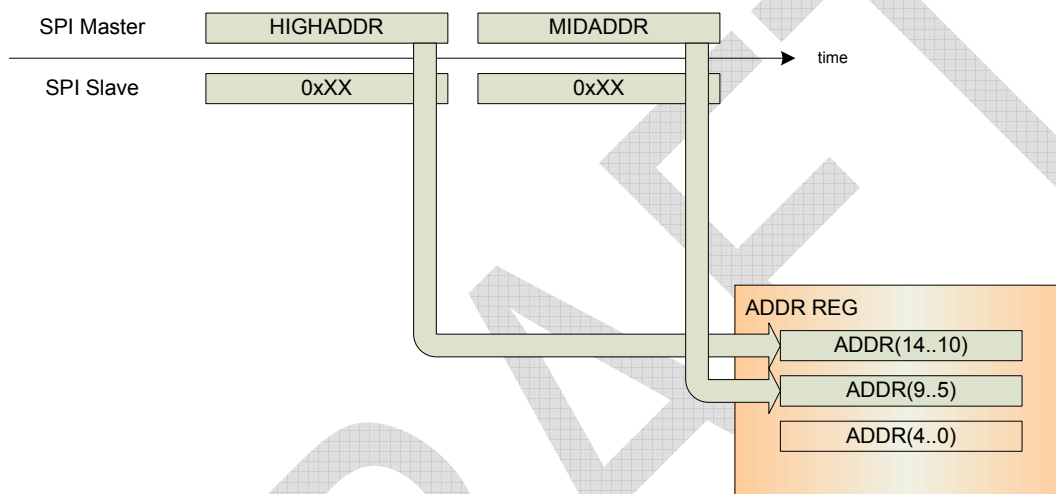 SPI Master HIGHADDR MIDADDR
time
SPI Slave 0xXX 0xXX
ADDR REG
ADDR(14..10)
ADDR(9..5)
ADDR(4..0)